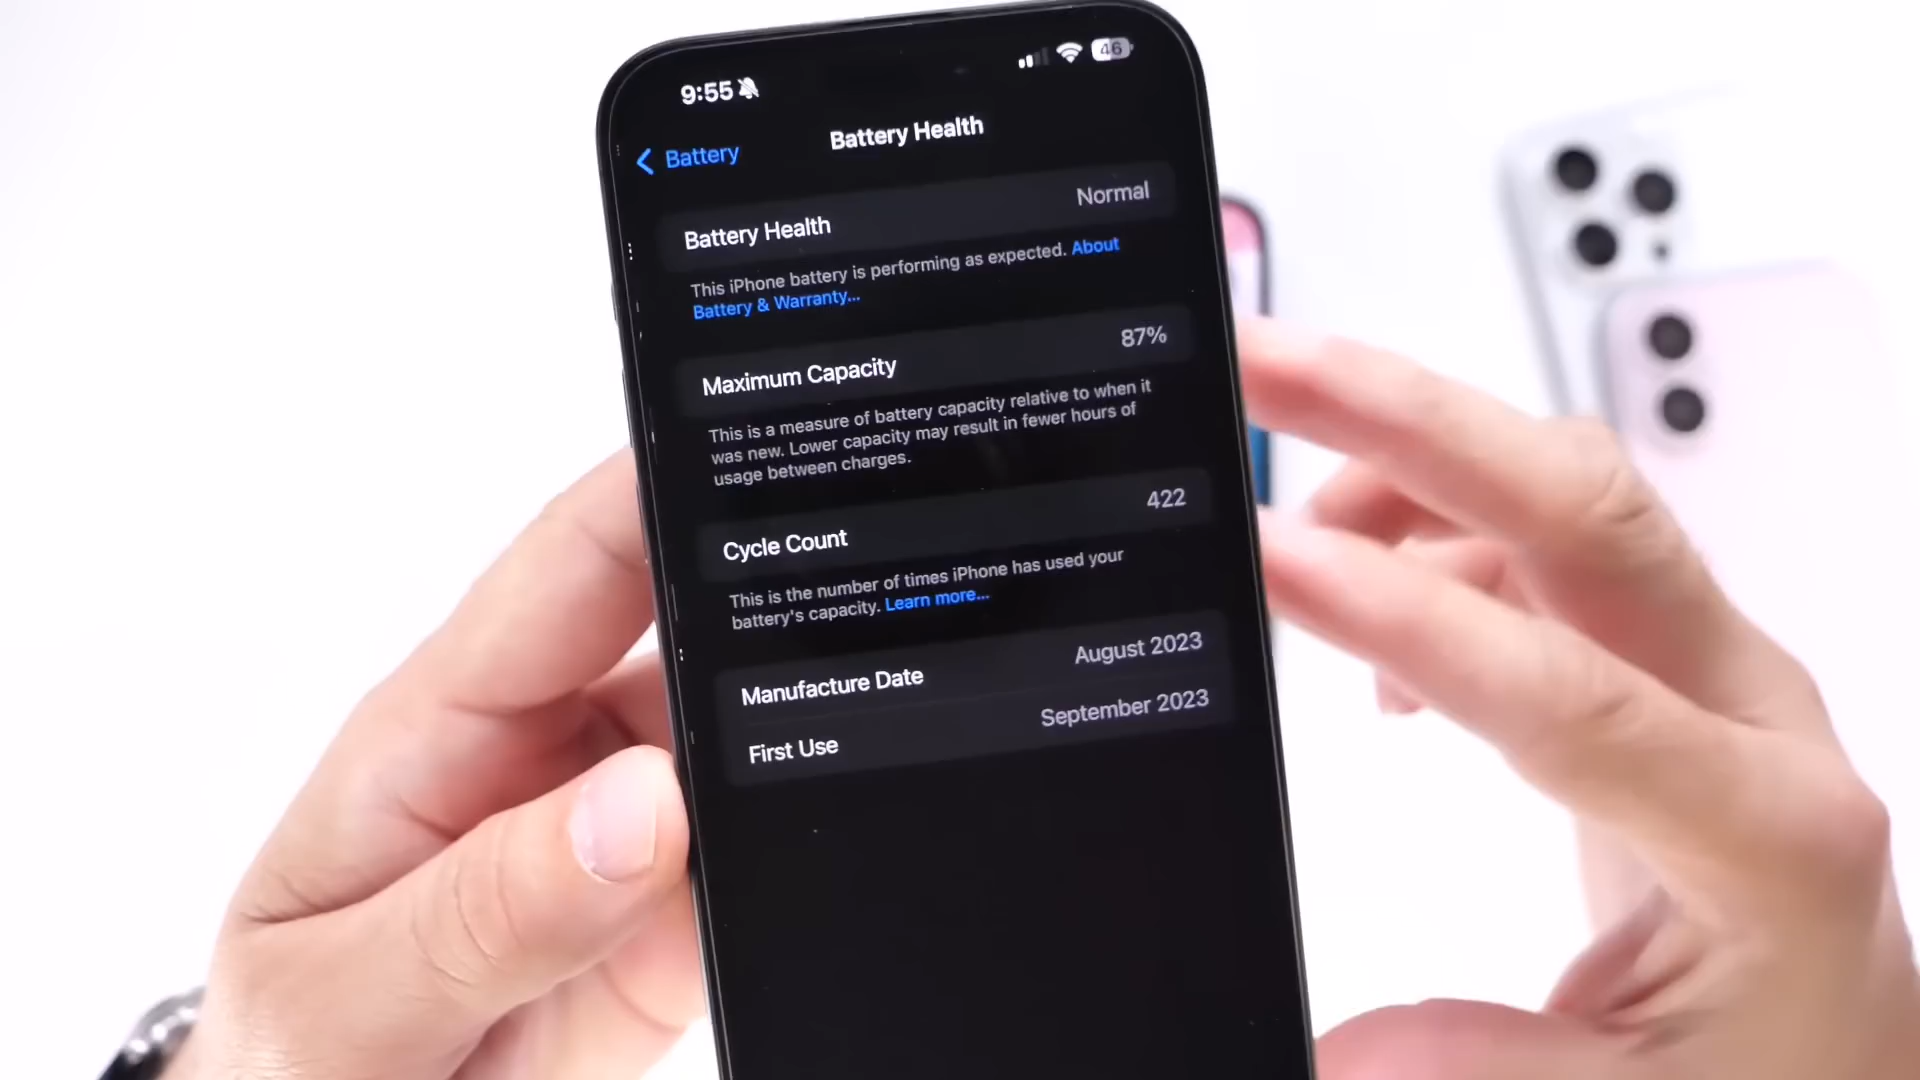 9:55
46
Battery
Battery Health
Battery Health
Normal
This iPhone battery is performing as expected. About
Battery & Warranty...
Maximum Capacity
87%
This is a measure of battery capacity relative to when it
was new. Lower capacity may result in fewer hours of
usage between charges.
Cycle Count
422
This is the number of times iPhone has used your
battery's capacity. Learn more...
Manufacture Date
August 2023
First Use
September 2023